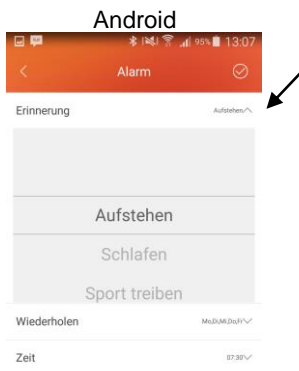 Android
95% 13:07
Alarm
Erinnerung Aufstehen
Aufstehen
Schlafen
Sport treiben
Wiederholen Mo,Di,Mi,Do,Fr
Zeit 07:30